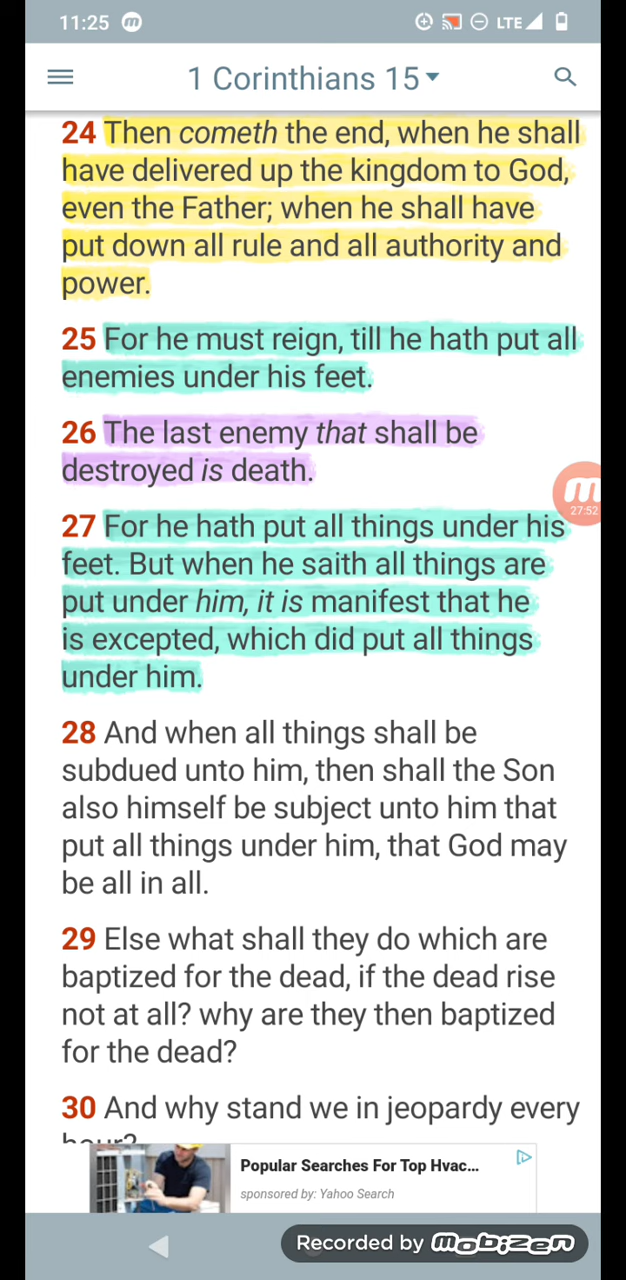 11:25
LTE
1 Corinthians 15
24 Then cometh the end, when he shall
have delivered up the kingdom to God,
even the Father; when he shall have
put down all rule and all authority and
power.
25 For he must reign, till he hath put all
enemies under his feet.
26 The last enemy that shall be
destroyed is death.
27 For he hath put all things under his
feet. But when he saith all things are
put under him, it is manifest that he
is excepted, which did put all things
under him.
m
27:52
28 And when all things shall be
subdued unto him, then shall the Son
also himself be subject unto him that
put all things under him, that God may
be all in all.
29 Else what shall they do which are
baptized for the dead, if the dead rise
not at all? why are they then baptized
for the dead?
30 And why stand we in jeopardy every
hour?
Popular Searches For Top Hvac...
sponsored by: Yahoo Search
Recorded by mobizen